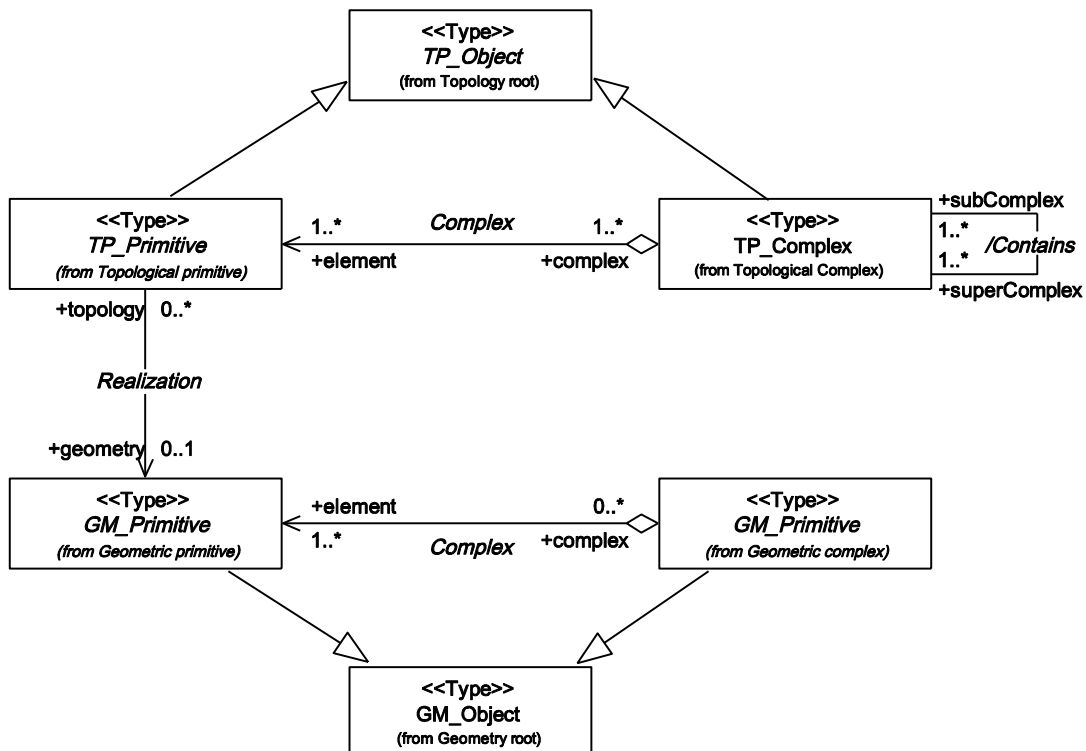 <<Type>>
TP_Object
(from Topology root)
<<Type>>
TP_Primitive
(from Topological primitive)
1..*
Complex
1..*
+element
+complex
<<Type>>
TP_Complex
(from Topological Complex)
+subComplex
1..*
/Contains
1..*
+superComplex
+topology 0..*
Realization
+geometry 0..1
<<Type>>
GM_Primitive
(from Geometric primitive)
+element
0..*
1..*
Complex
+complex
<<Type>>
GM_Primitive
(from Geometric complex)
<<Type>>
GM_Object
(from Geometry root)